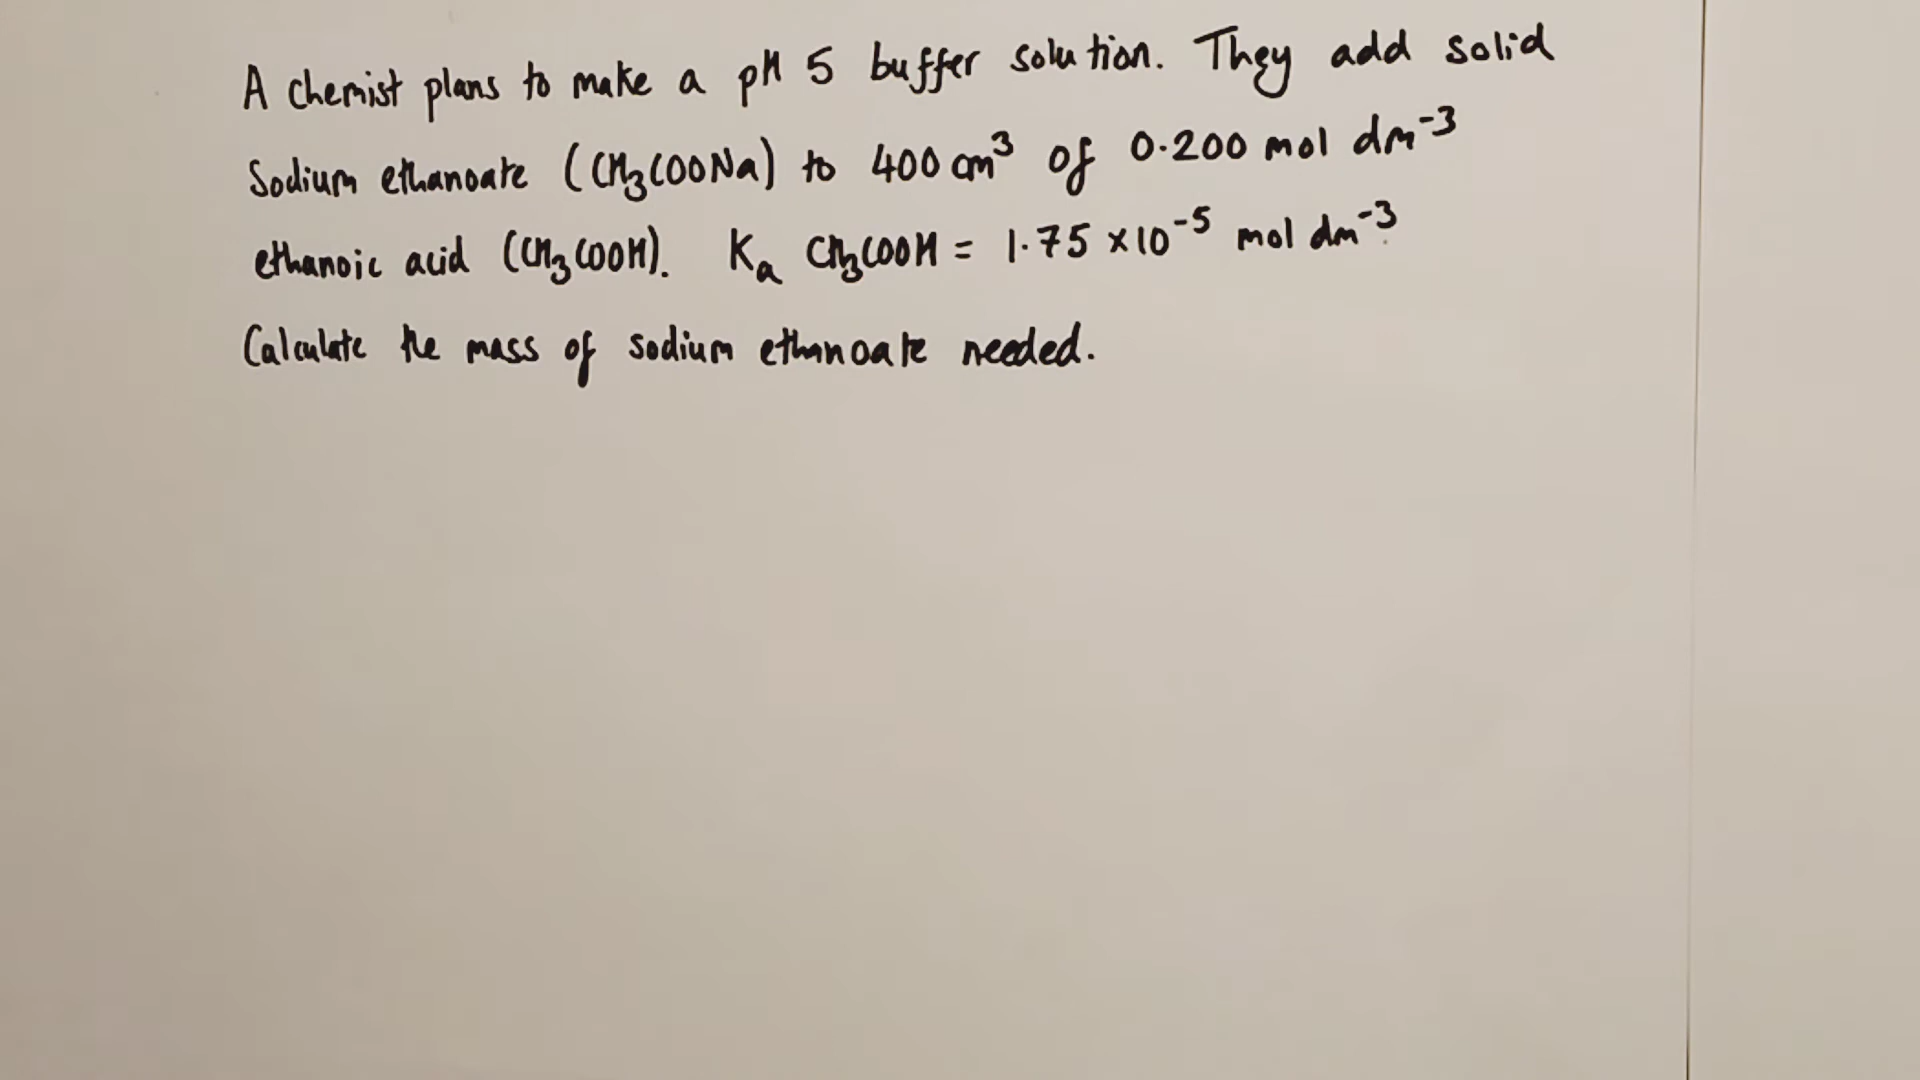 A chemist plans to make a pH 5 buffer solution. They add solid
Sodium ethanoate (CH₃COONa) to 400 cm³ of 0.200 mol dm⁻³
ethanoic acid (CH₃COOH). Kₐ CH₃COOH = 1.75 ×10⁻⁵ mol dm⁻³
Calculate the mass of sodium ethanoate needed.